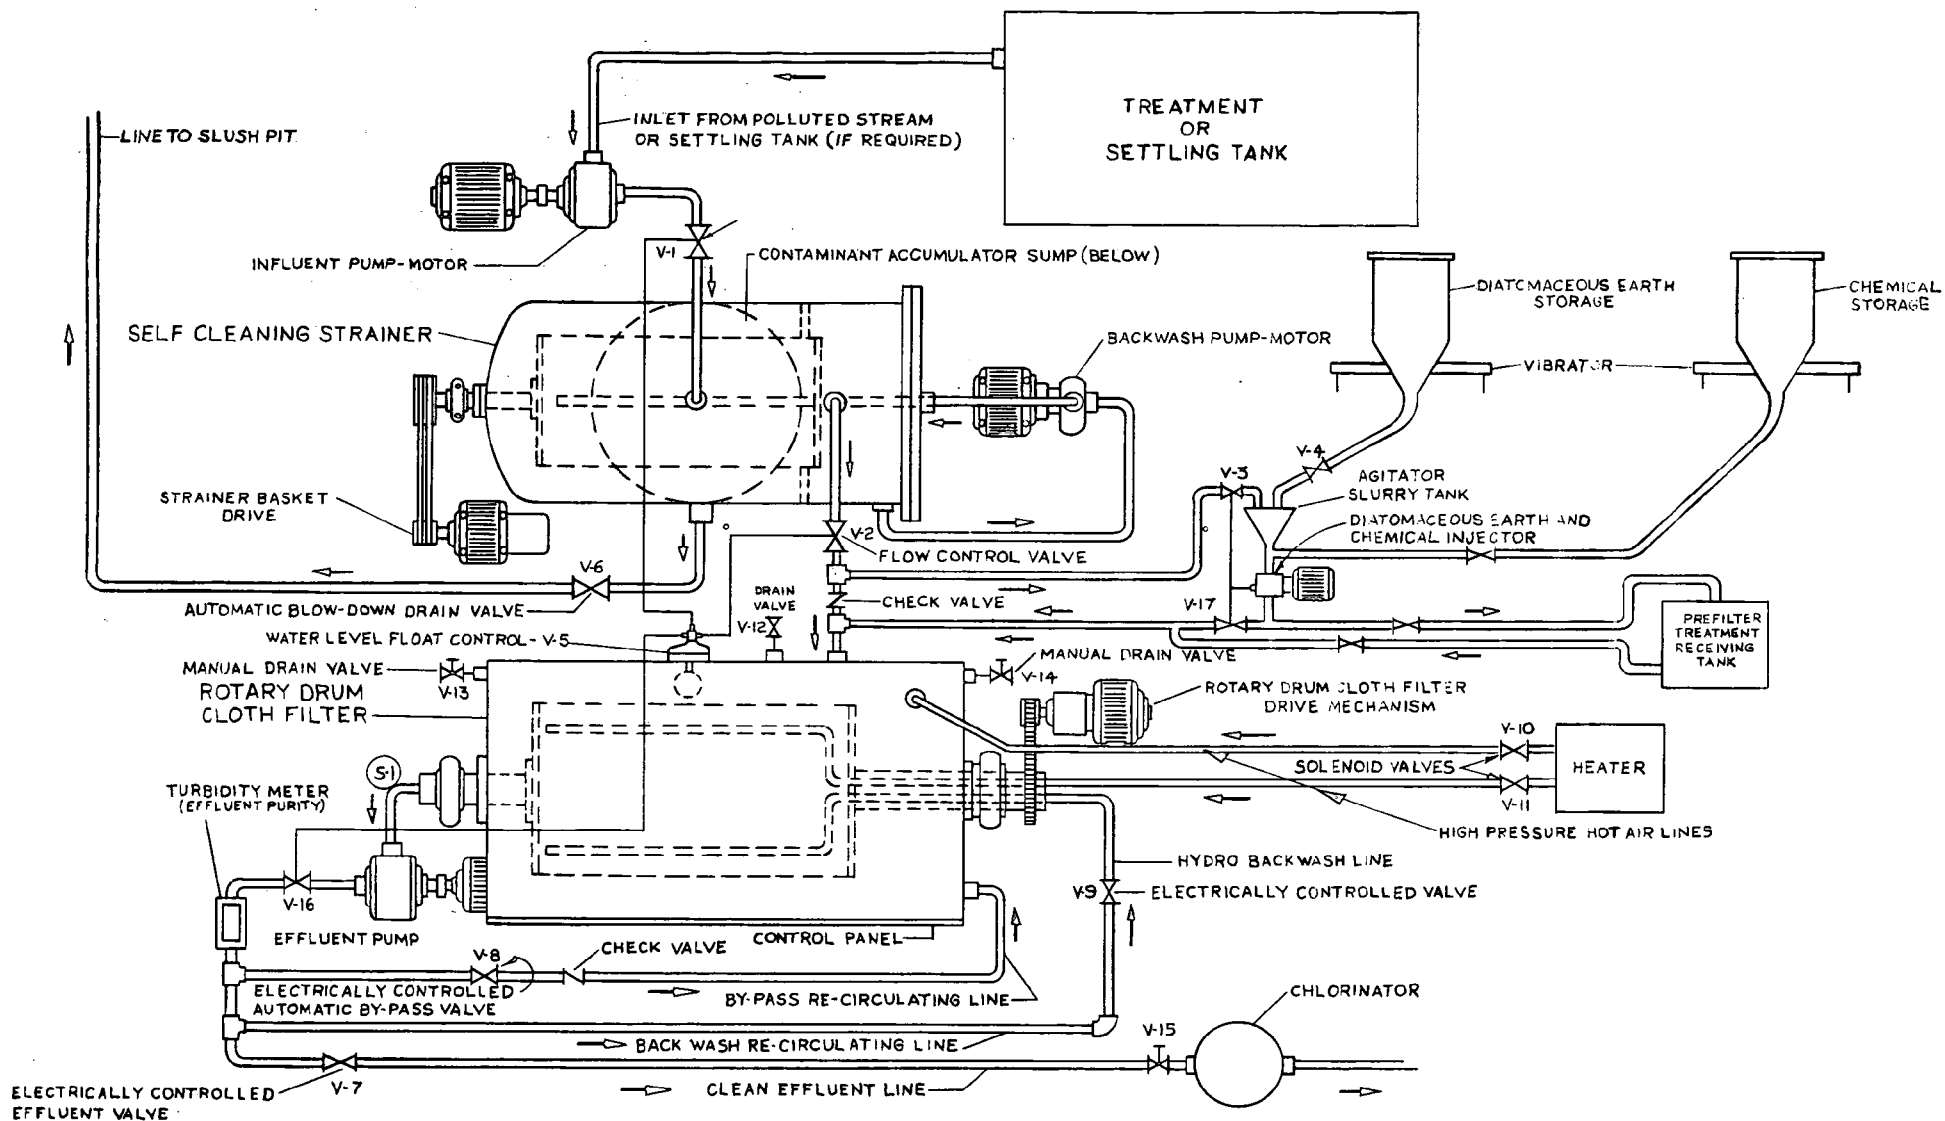 TREATMENT
OR
SETTLING TANK
LINE TO SLUSH PIT
INLET FROM POLLUTED STREAM
OR SETTLING TANK (IF REQUIRED)
V-1
INFLUENT PUMP-MOTOR
CONTAMINANT ACCUMULATOR SUMP (BELOW)
DIATOMACEOUS EARTH
STORAGE
CHEMICAL
STORAGE
SELF CLEANING STRAINER
BACKWASH PUMP-MOTOR
VIBRATOR
V-4
V-3
AGITATOR
SLURRY TANK
STRAINER BASKET
DRIVE
DIATOMACEOUS EARTH AND
CHEMICAL INJECTOR
V-2
FLOW CONTROL VALVE
V-6
AUTOMATIC BLOW-DOWN DRAIN VALVE
DRAIN
VALVE
V-12
CHECK VALVE
V-17
WATER LEVEL FLOAT CONTROL - V-5
PREFILTER
TREATMENT
RECEIVING
TANK
MANUAL DRAIN VALVE
V-13
MANUAL DRAIN VALVE
V-14
ROTARY DRUM
CLOTH FILTER
ROTARY DRUM CLOTH FILTER
DRIVE MECHANISM
V-10
SOLENOID VALVES
V-11
HEATER
S-1
TURBIDITY METER
(EFFLUENT PURITY)
HIGH PRESSURE HOT AIR LINES
HYDRO BACKWASH LINE
V-9
ELECTRICALLY CONTROLLED VALVE
V-16
EFFLUENT PUMP
CONTROL PANEL
V-8
CHECK VALVE
ELECTRICALLY CONTROLLED
AUTOMATIC BY-PASS VALVE
BY-PASS RE-CIRCULATING LINE
CHLORINATOR
V-15
BACK WASH RE-CIRCULATING LINE
V-7
ELECTRICALLY CONTROLLED
EFFLUENT VALVE
CLEAN EFFLUENT LINE